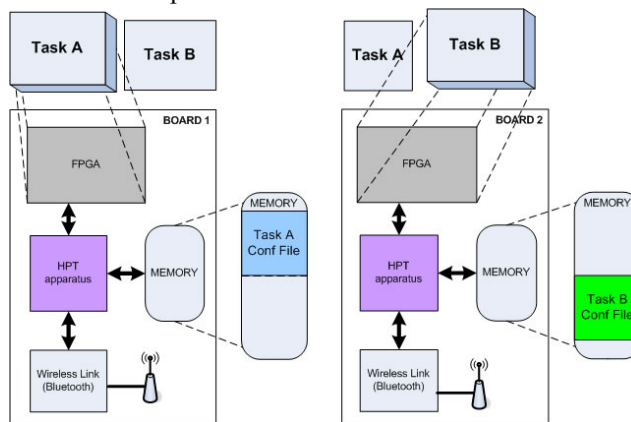 Task A
Task B
BOARD 1
FPGA
HPT
apparatus
MEMORY
MEMORY
Task A
Conf File
Wireless Link
(Bluetooth)
Task A
Task B
BOARD 2
FPGA
HPT
apparatus
MEMORY
MEMORY
Task B
Conf File
Wireless Link
(Bluetooth)